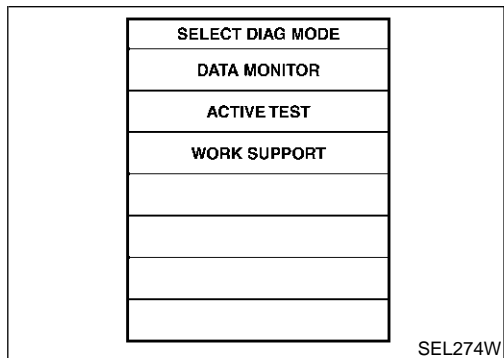 SELECT DIAG MODE
DATA MONITOR
ACTIVE TEST
WORK SUPPORT
SEL274W